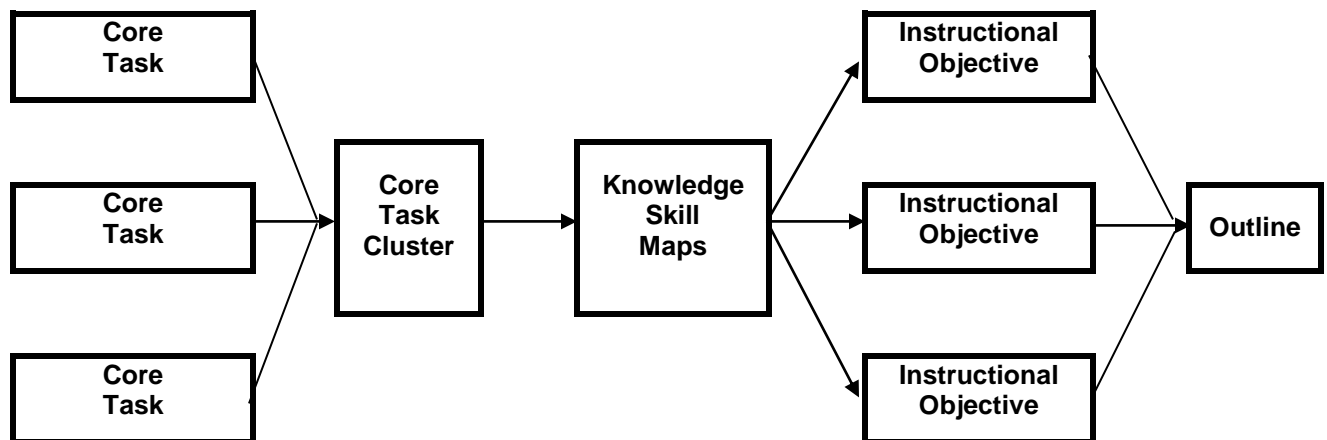 Core
Task
Core
Task
Core
Task
Core
Task
Cluster
Knowledge
Skill
Maps
Instructional
Objective
Instructional
Objective
Instructional
Objective
Outline